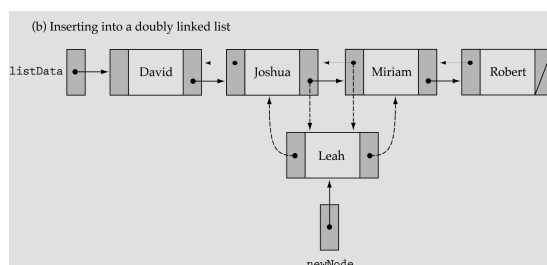 (b) Inserting into a doubly linked list
listData
David
Joshua
Miriam
Robert
Leah
newNode